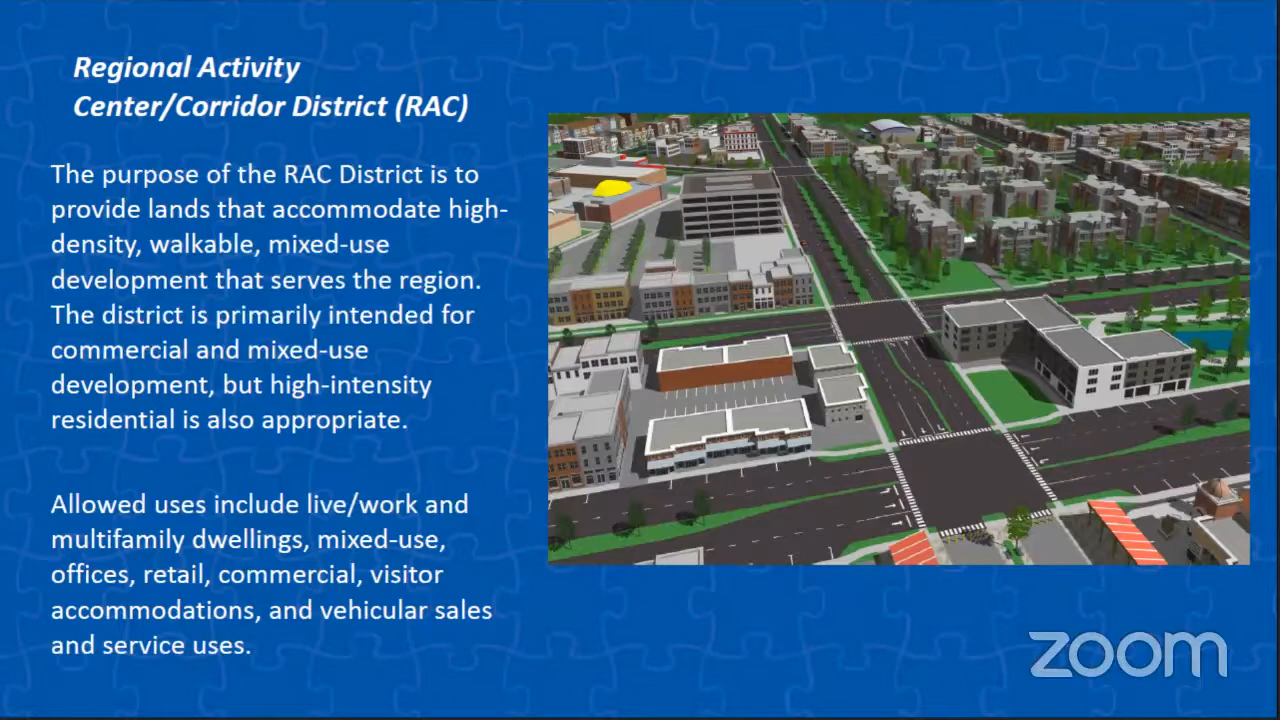 Regional Activity
Center/Corridor District (RAC)
The purpose of the RAC District is to
provide lands that accommodate high-
density, walkable, mixed-use
development that serves the region.
The district is primarily intended for
commercial and mixed-use
development, but high-intensity
residential is also appropriate.
Allowed uses include live/work and
multifamily dwellings, mixed-use,
offices, retail, commercial, visitor
accommodations, and vehicular sales
and service uses.
zoom